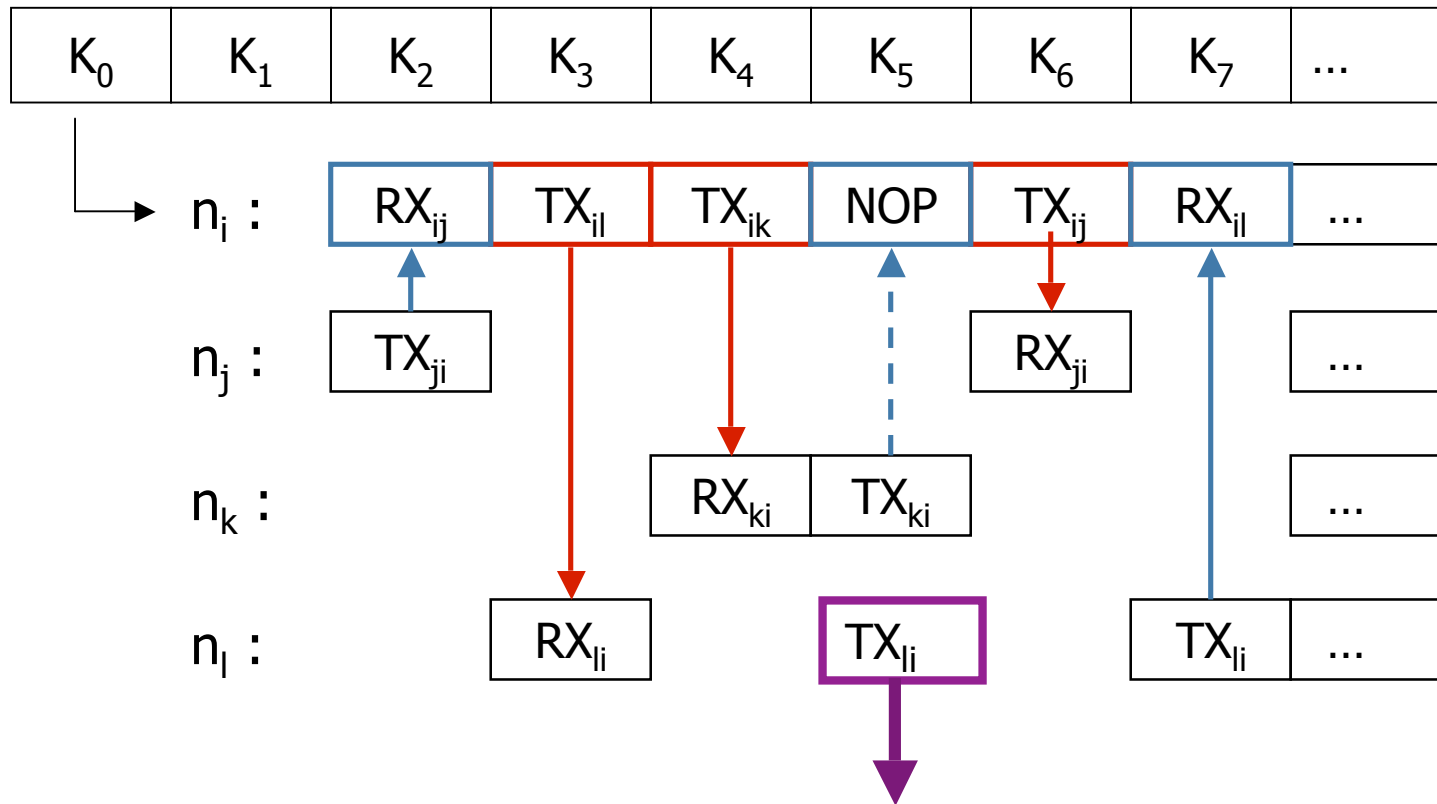 K₀ K₁ K₂ K₃ K₄ K₅ K₆ K₇ ...
nᵢ : RXᵢⱼ TXᵢₗ TXᵢₖ NOP TXᵢⱼ RXᵢₗ ...
nⱼ : TXⱼᵢ RXⱼᵢ ...
nₖ : RXₖᵢ TXₖᵢ ...
nₗ : RXₗᵢ TXₗᵢ TXₗᵢ ...